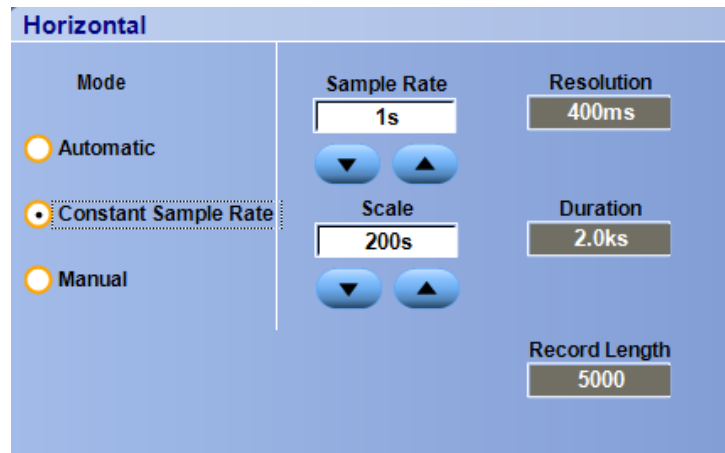 Horizontal
Mode
Automatic
Constant Sample Rate
Manual
Sample Rate
1s
Scale
200s
Resolution
400ms
Duration
2.0ks
Record Length
5000